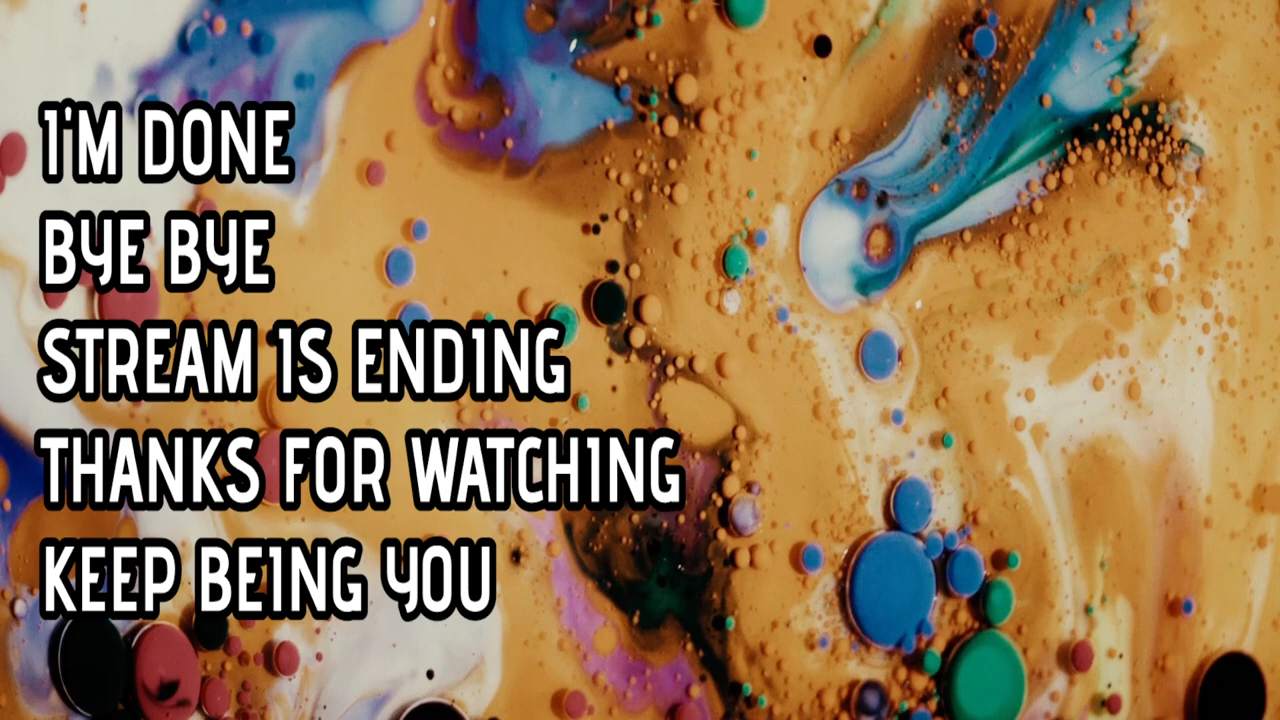 I'M DONE
BYE BYE
STREAM IS ENDING
THANKS FOR WATCHING
KEEP BEING YOU